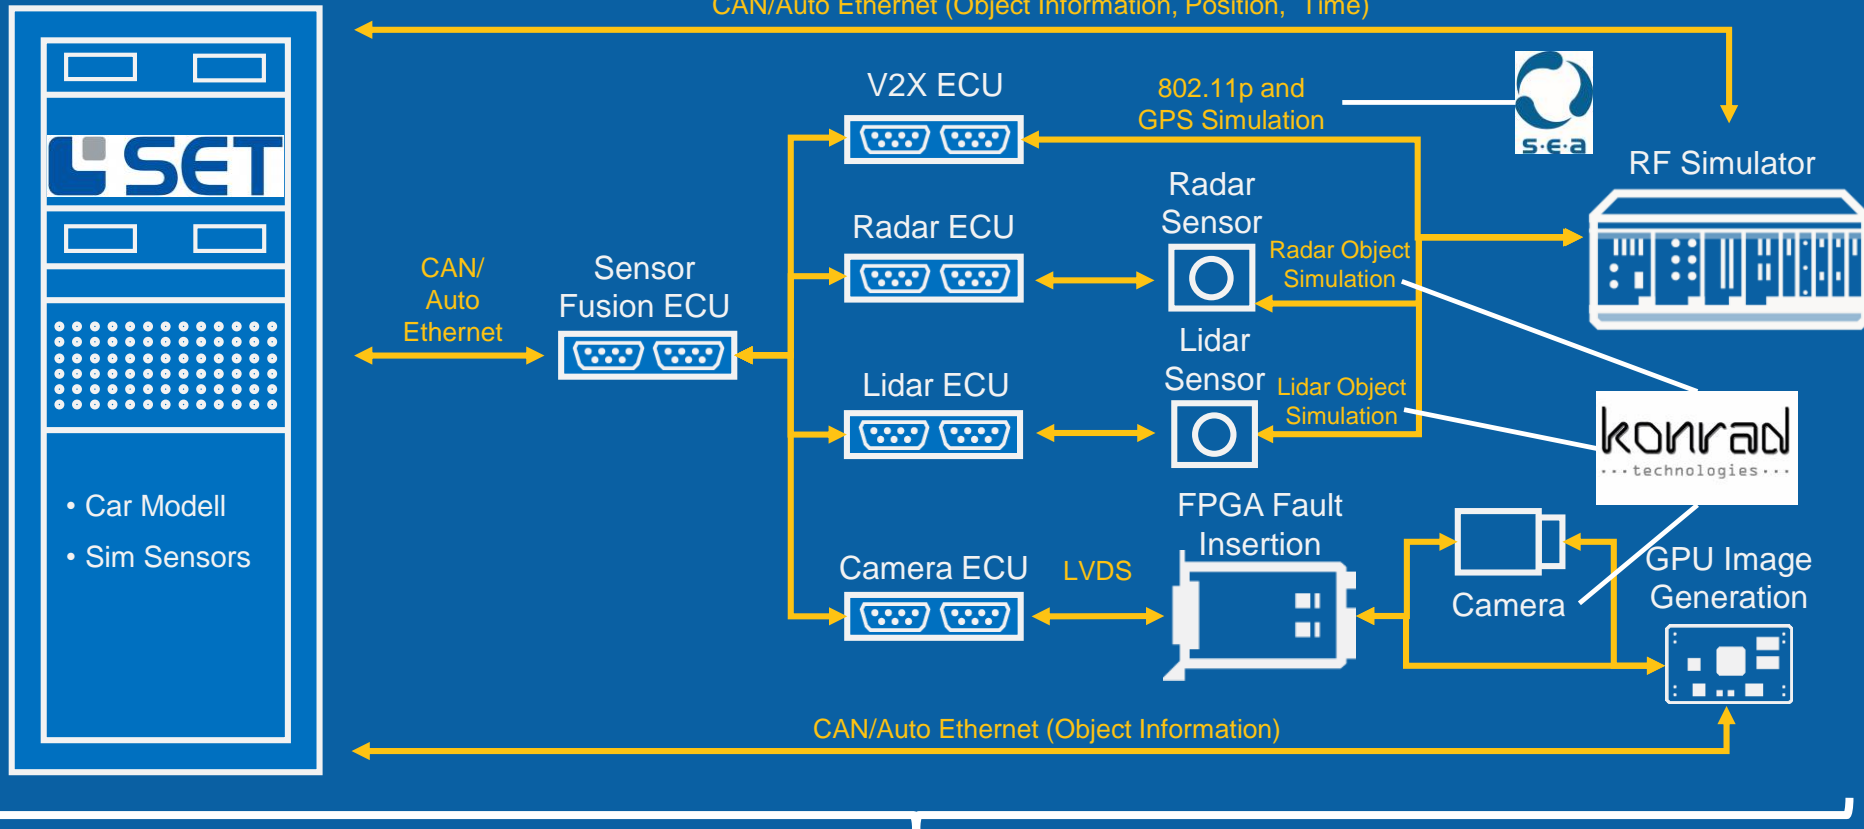 CAN/Auto Ethernet (Object Information, Position, Time)
V2X ECU
802.11p and
GPS Simulation
s·e·a
RF Simulator
SET
Radar
Sensor
Radar ECU
Radar Object
Simulation
CAN/
Auto
Ethernet
Sensor
Fusion ECU
Lidar
Sensor
Lidar ECU
Lidar Object
Simulation
konrad
···technologies···
• Car Modell
• Sim Sensors
FPGA Fault
Insertion
Camera ECU
LVDS
Camera
GPU Image
Generation
CAN/Auto Ethernet (Object Information)